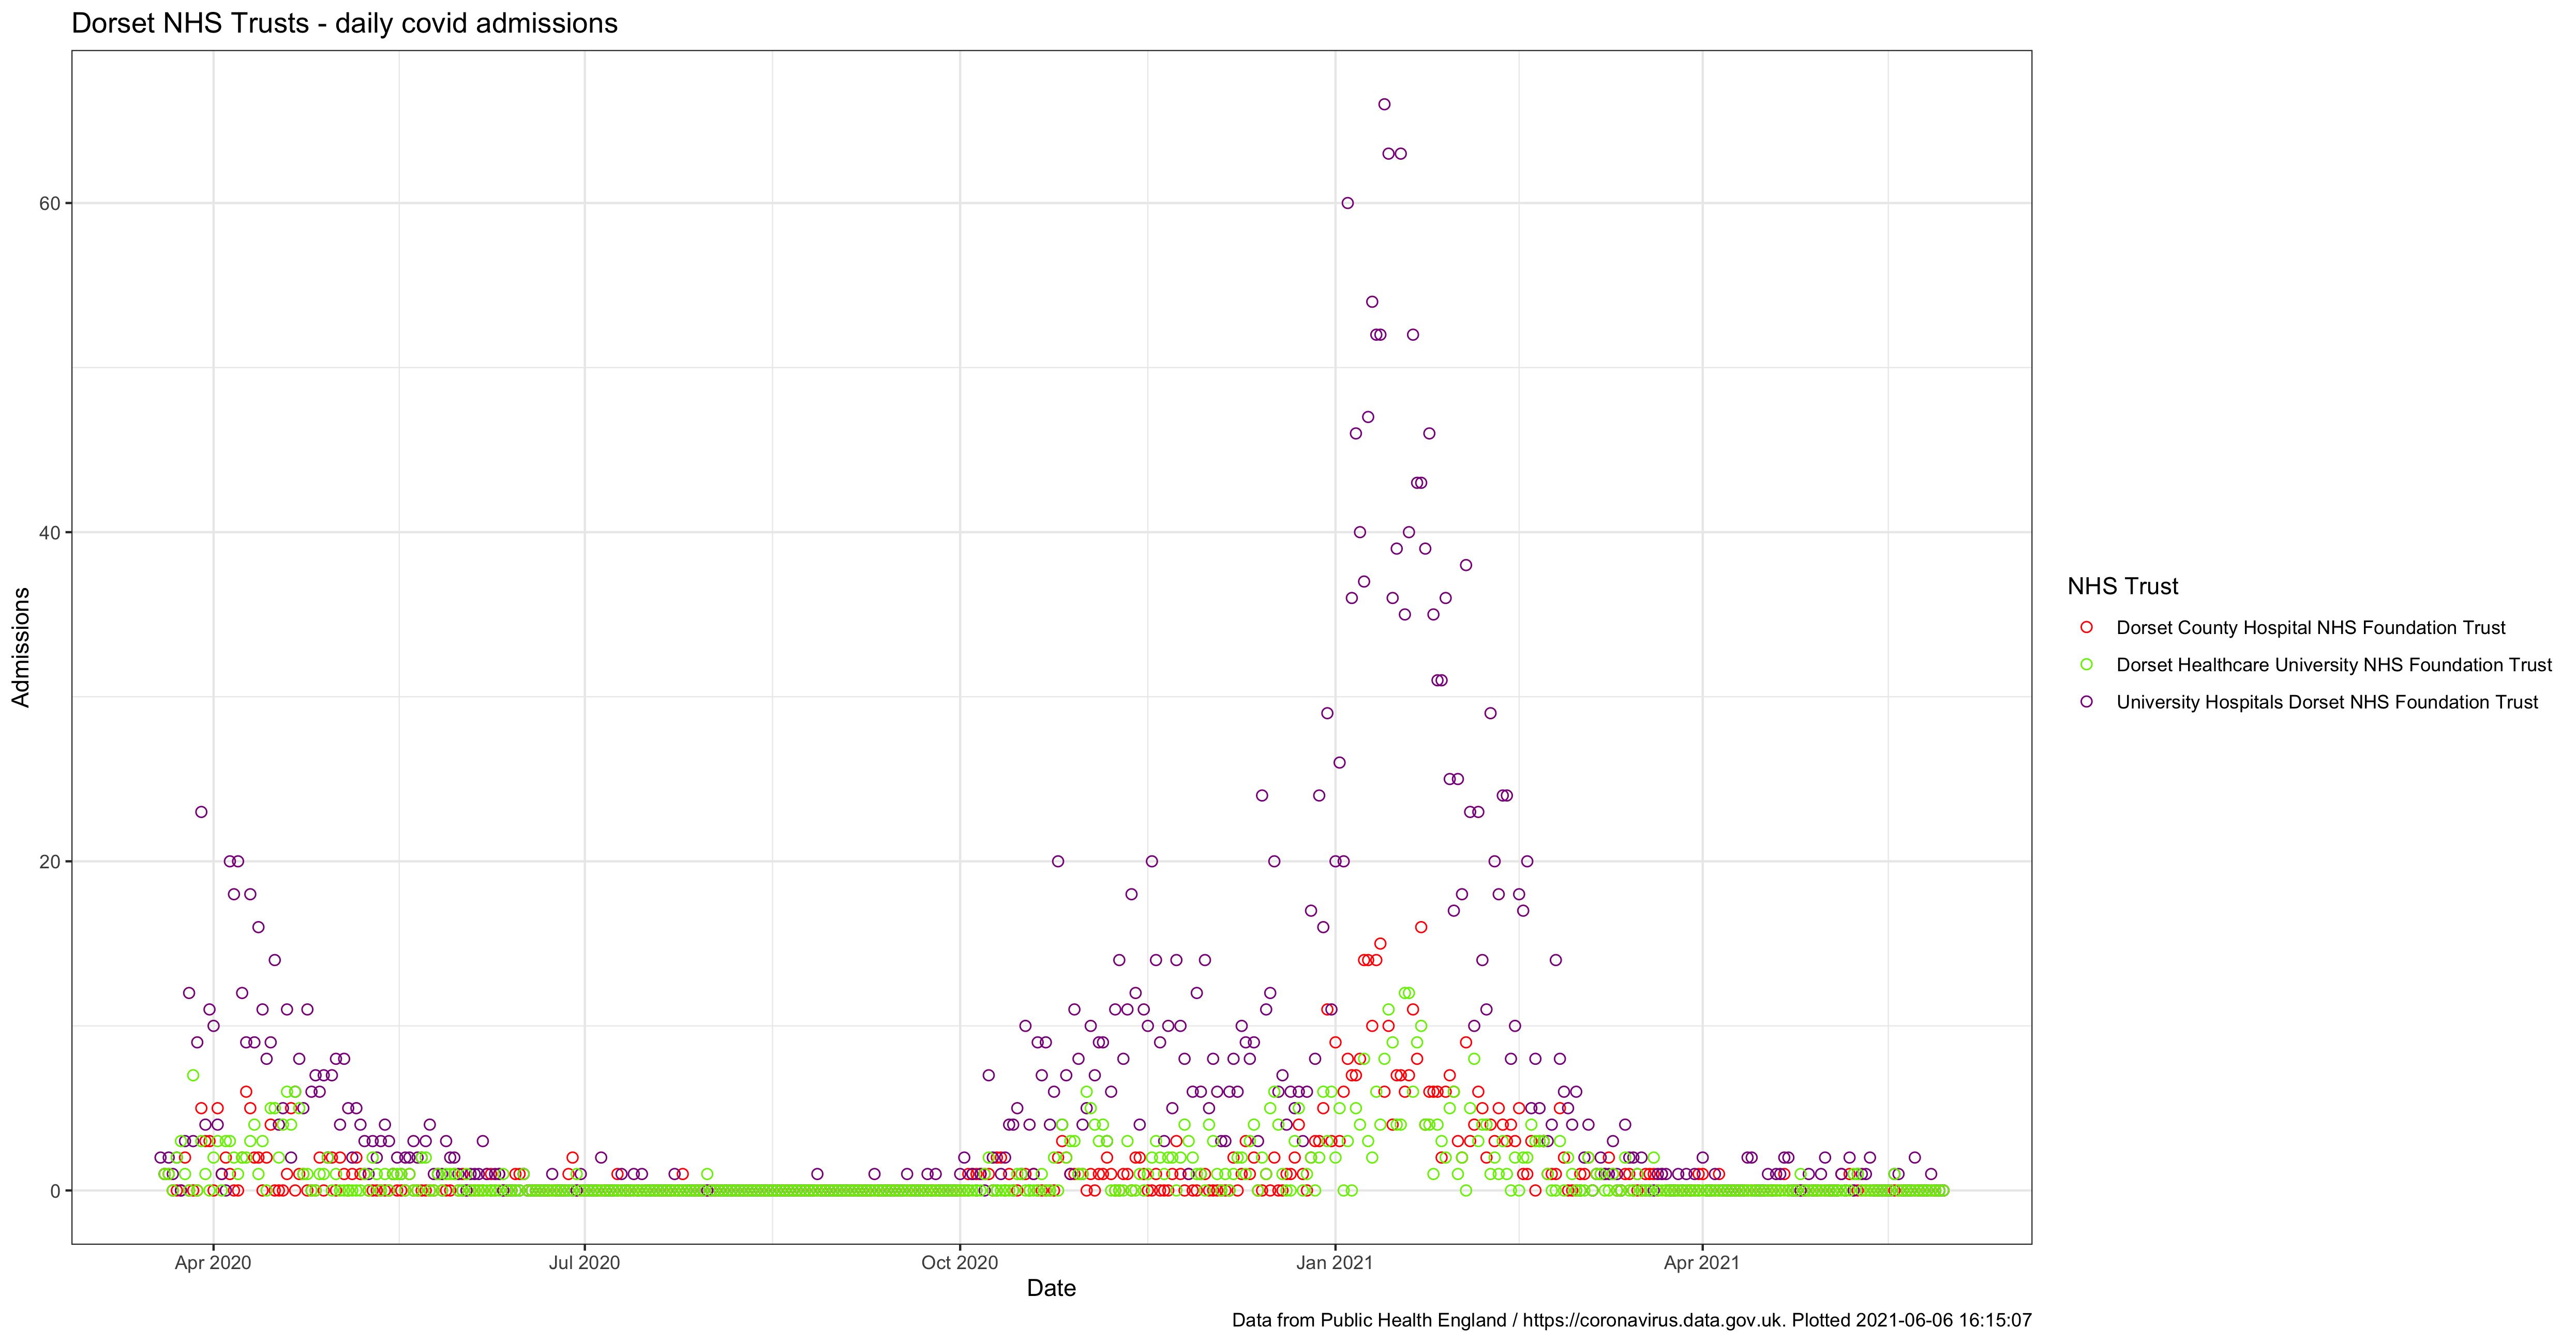 Dorset NHS Trusts - daily covid admissions
60
40
20
0
Admissions
Apr 2020
Jul 2020
Oct 2020
Jan 2021
Apr 2021
Date
NHS Trust
Dorset County Hospital NHS Foundation Trust
Dorset Healthcare University NHS Foundation Trust
University Hospitals Dorset NHS Foundation Trust
Data from Public Health England / https://coronavirus.data.gov.uk. Plotted 2021-06-06 16:15:07